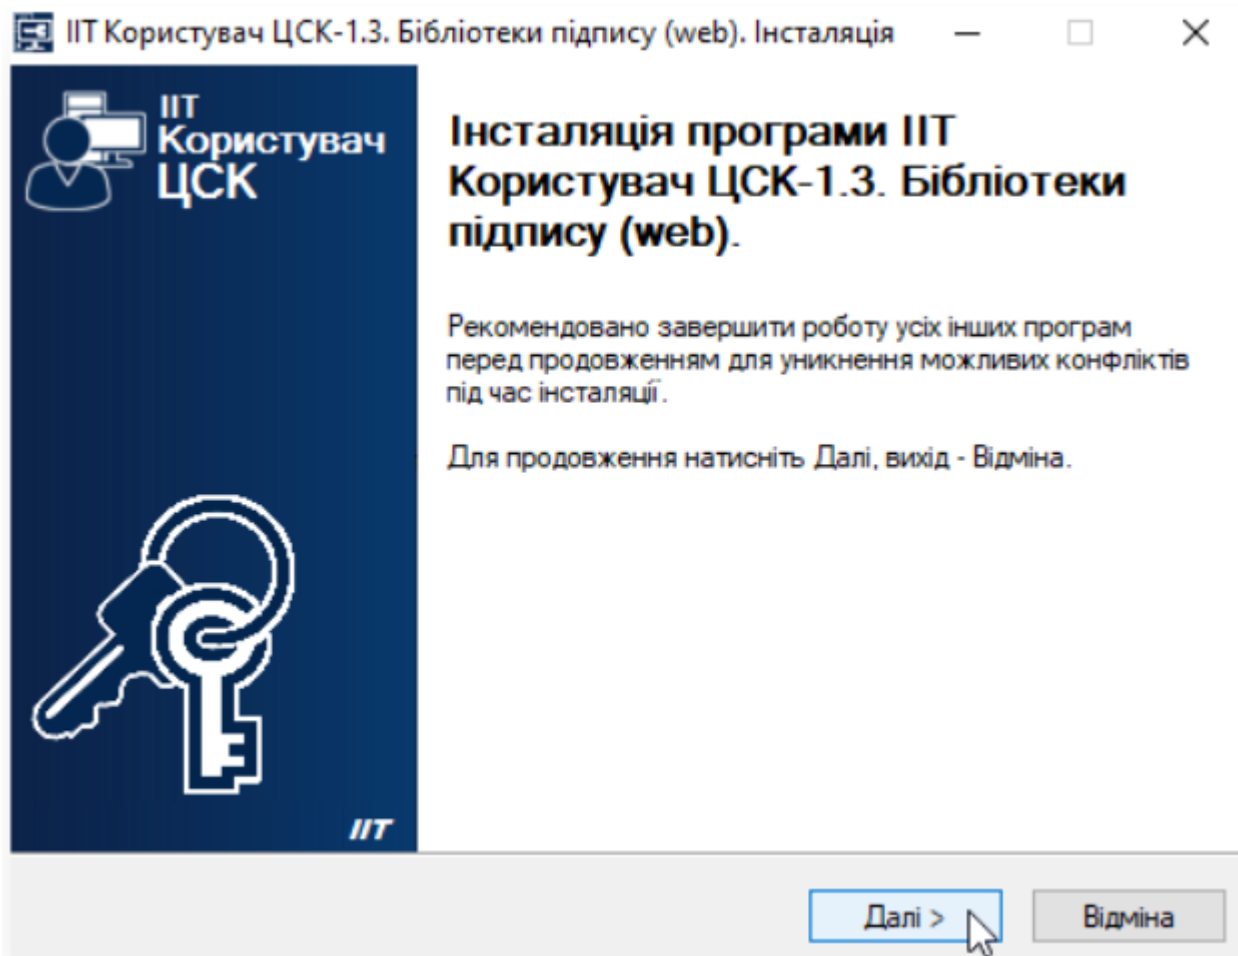 ІІТ Користувач ЦСК-1.3. Бібліотеки підпису (web). Інсталяція
ІІТ
Користувач
ЦСК
Інсталяція програми ІІТ
Користувач ЦСК-1.3. Бібліотеки
підпису (web).
Рекомендовано завершити роботу усіх інших програм
перед продовженням для уникнення можливих конфліктів
під час інсталяції.
Для продовження натисніть Далі, вихід - Відміна.
ІІТ
Далі >
Відміна